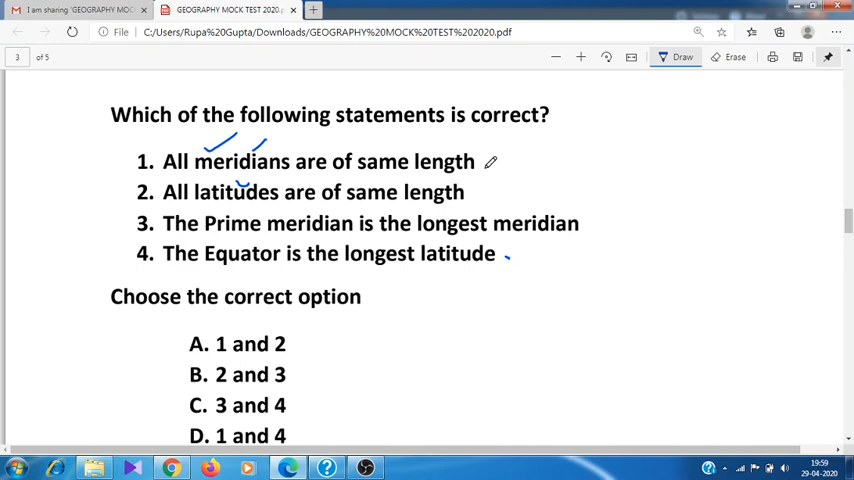 I am sharing 'GEOGRAPHY MOC
GEOGRAPHY MOCK TEST 2020.p
File
C:/Users/Rupa%20Gupta/Downloads/GEOGRAPHY%20MOCK%20TEST%202020.pdf
3
of 5
Draw
Erase
Which of the following statements is correct?
1. All meridians are of same length
2. All latitudes are of same length
3. The Prime meridian is the longest meridian
4. The Equator is the longest latitude
Choose the correct option
A. 1 and 2
B. 2 and 3
C. 3 and 4
D. 1 and 4
19:59
29-04-2020